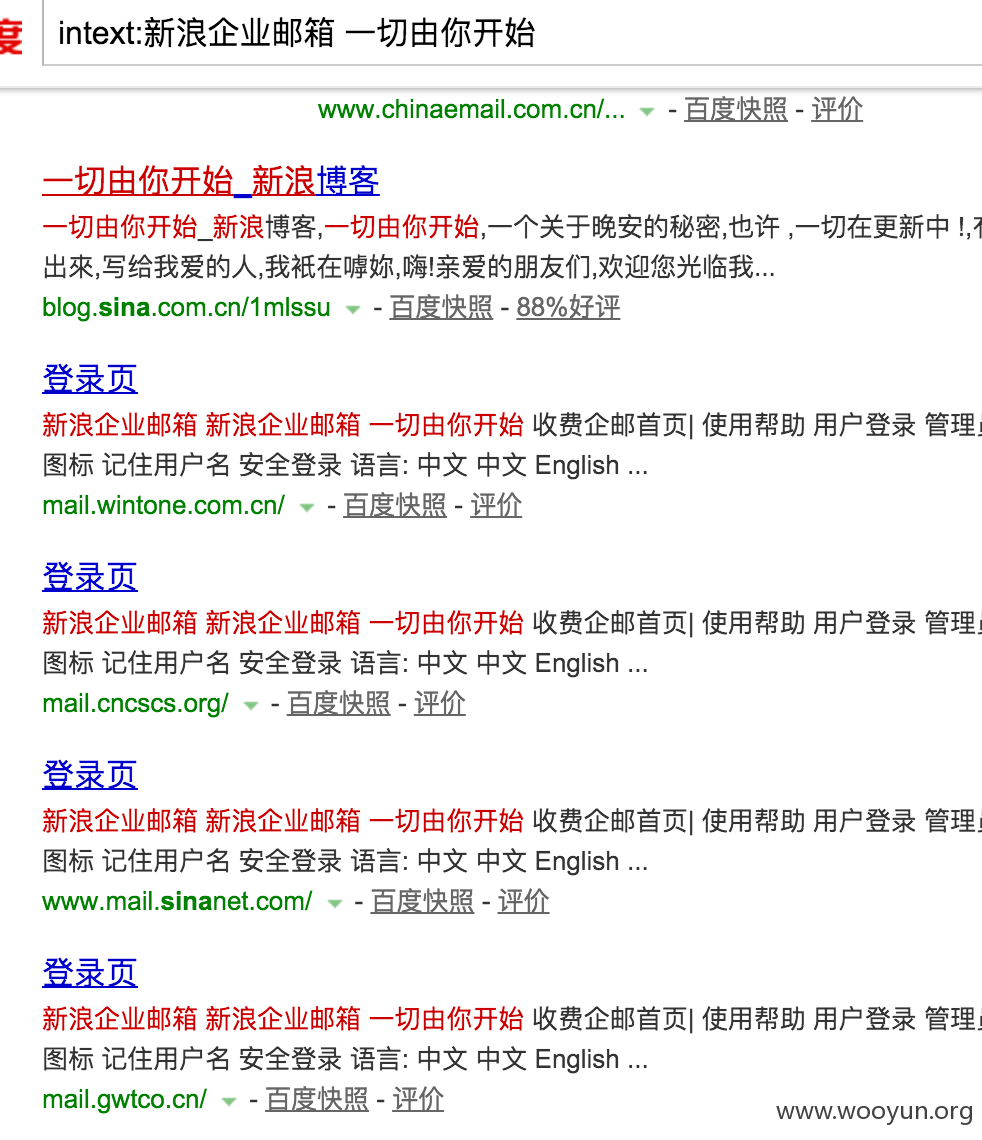 度
intext:新浪企业邮箱 一切由你开始
www.chinaemail.com.cn/... - 百度快照 - 评价
一切由你开始_新浪博客
一切由你开始_新浪博客,一切由你开始,一个关于晚安的秘密,也许 ,一切在更新中 !,
出來,写给我爱的人,我衹在嘑妳,嗨!亲爱的朋友们,欢迎您光临我...
blog.sina.com.cn/1mlssu - 百度快照 - 88%好评
登录页
新浪企业邮箱 新浪企业邮箱 一切由你开始 收费企邮首页| 使用帮助 用户登录 管理
图标 记住用户名 安全登录 语言: 中文 中文 English ...
mail.wintone.com.cn/ - 百度快照 - 评价
登录页
新浪企业邮箱 新浪企业邮箱 一切由你开始 收费企邮首页| 使用帮助 用户登录 管理
图标 记住用户名 安全登录 语言: 中文 中文 English ...
mail.cncscs.org/ - 百度快照 - 评价
登录页
新浪企业邮箱 新浪企业邮箱 一切由你开始 收费企邮首页| 使用帮助 用户登录 管理
图标 记住用户名 安全登录 语言: 中文 中文 English ...
www.mail.sinanet.com/ - 百度快照 - 评价
登录页
新浪企业邮箱 新浪企业邮箱 一切由你开始 收费企邮首页| 使用帮助 用户登录 管理
图标 记住用户名 安全登录 语言: 中文 中文 English ...
mail.gwtco.cn/ - 百度快照 - 评价
www.wooyun.org